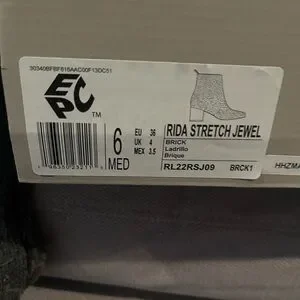 30340BFBF616AAC00F13DC51
EPC
TM
6
MED
EU 36
UK 4
MEX 3.5
RIDA STRETCH JEWEL
BRICK
Ladrillo
Brique
RL22RSJ09 BRCK1
HHZMA